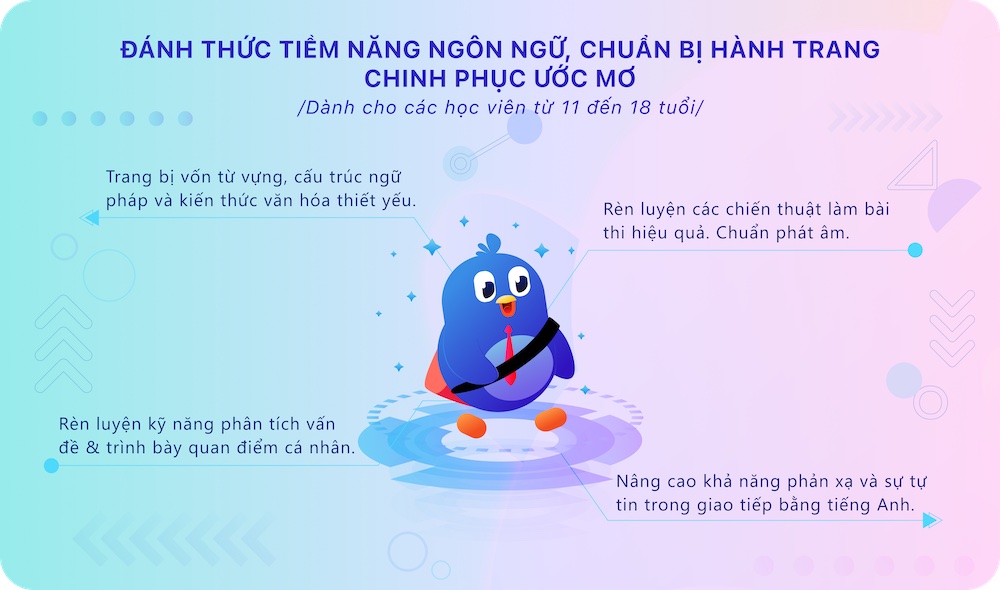 ĐÁNH THỨC TIỀM NĂNG NGÔN NGỮ, CHUẨN BỊ HÀNH TRANG
CHINH PHỤC ƯỚC MƠ
/Dành cho các học viên từ 11 đến 18 tuổi/
Trang bị vốn từ vựng, cấu trúc ngữ
pháp và kiến thức văn hóa thiết yếu.
Rèn luyện các chiến thuật làm bài
thi hiệu quả. Chuẩn phát âm.
Rèn luyện kỹ năng phân tích vấn
đề & trình bày quan điểm cá nhân.
Nâng cao khả năng phản xạ và sự tự
tin trong giao tiếp bằng tiếng Anh.